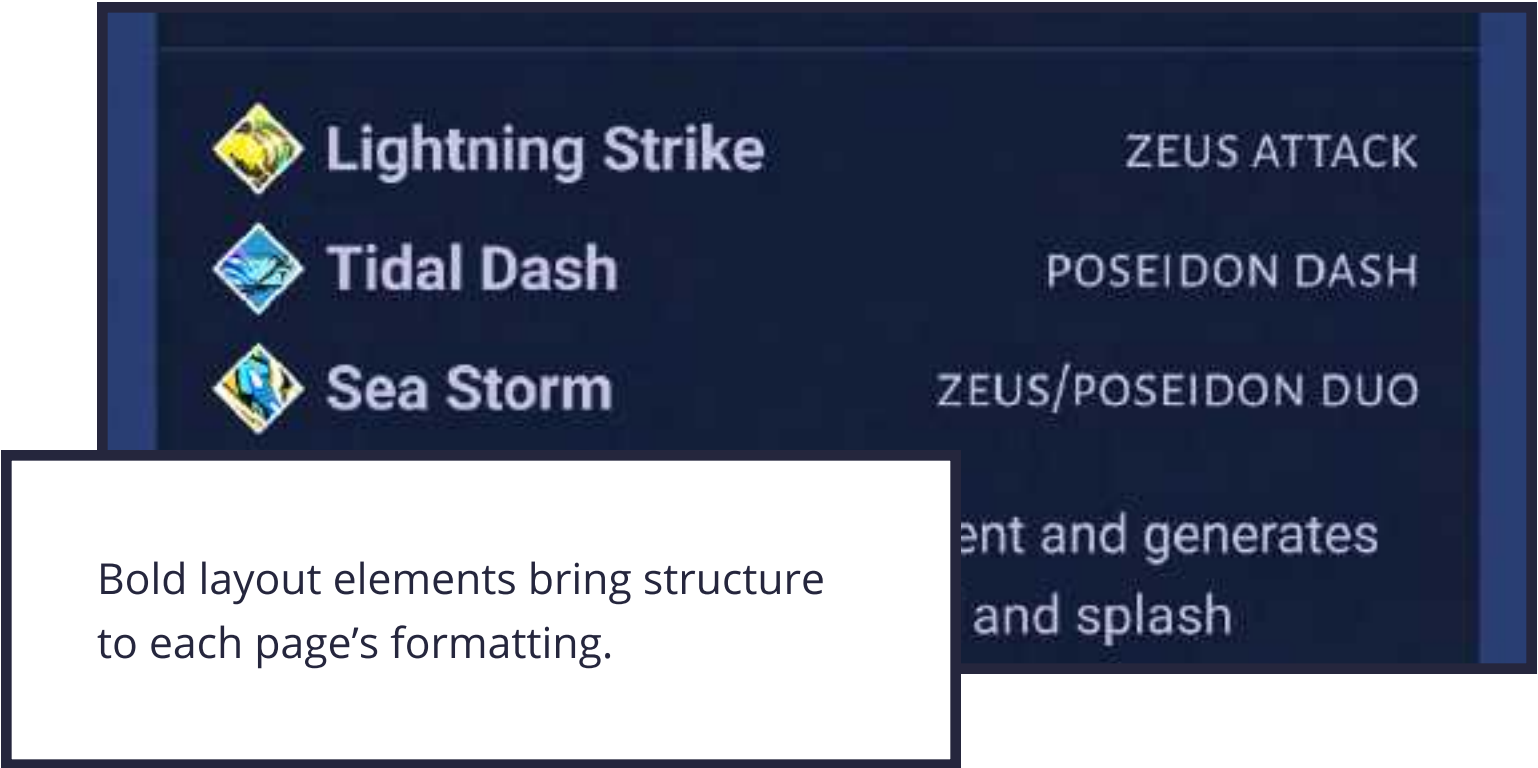 Lightning Strike ZEUS ATTACK
Tidal Dash POSEIDON DASH
Sea Storm ZEUS/POSEIDON DUO
and generates
and splash
Bold layout elements bring structure
to each page’s formatting.